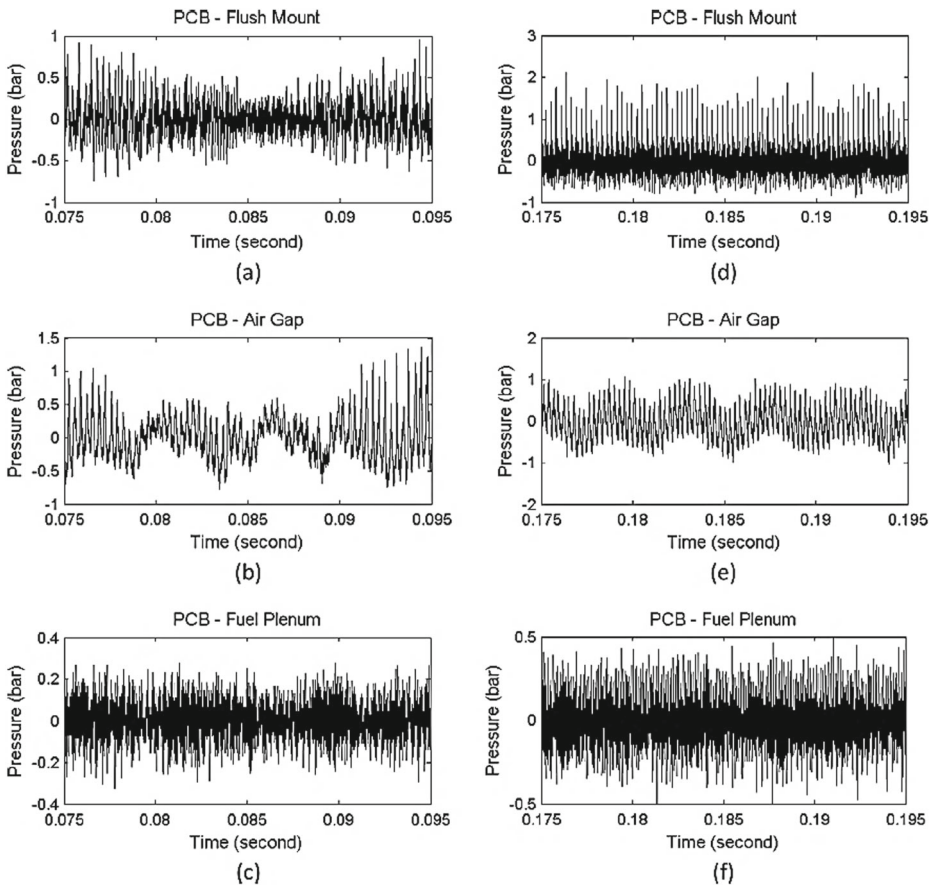 PCB - Flush Mount
Pressure (bar)
1
0.5
0
-0.5
-1
0.075 0.08 0.085 0.09 0.095
Time (second)
(a)
PCB - Flush Mount
Pressure (bar)
3
2
1
0
-1
0.175 0.18 0.185 0.19 0.195
Time (second)
(d)
PCB - Air Gap
Pressure (bar)
1.5
1
0.5
0
-0.5
-1
0.075 0.08 0.085 0.09 0.095
Time (second)
(b)
PCB - Air Gap
Pressure (bar)
2
1
0
-1
-2
0.175 0.18 0.185 0.19 0.195
Time (second)
(e)
PCB - Fuel Plenum
Pressure (bar)
0.4
0.2
0
-0.2
-0.4
0.075 0.08 0.085 0.09 0.095
Time (second)
(c)
PCB - Fuel Plenum
Pressure (bar)
0.5
0
-0.5
0.175 0.18 0.185 0.19 0.195
Time (second)
(f)